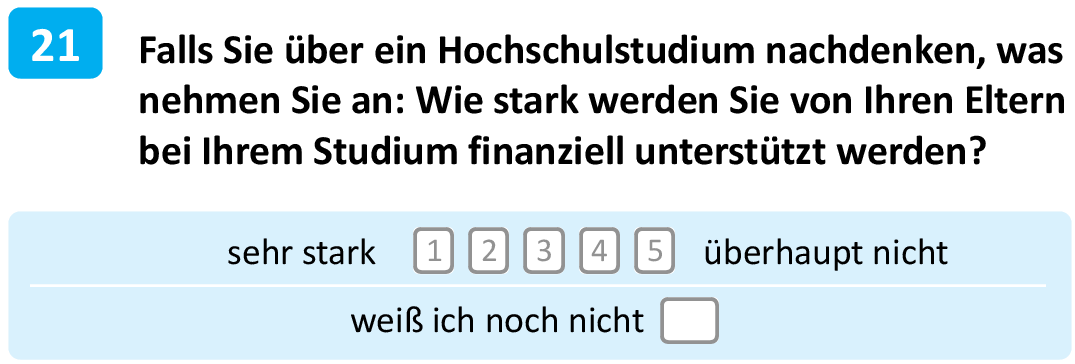 21
Falls Sie über ein Hochschulstudium nachdenken, was
nehmen Sie an: Wie stark werden Sie von Ihren Eltern
bei Ihrem Studium finanziell unterstützt werden?
sehr stark 1 2 3 4 5 überhaupt nicht
weiß ich noch nicht